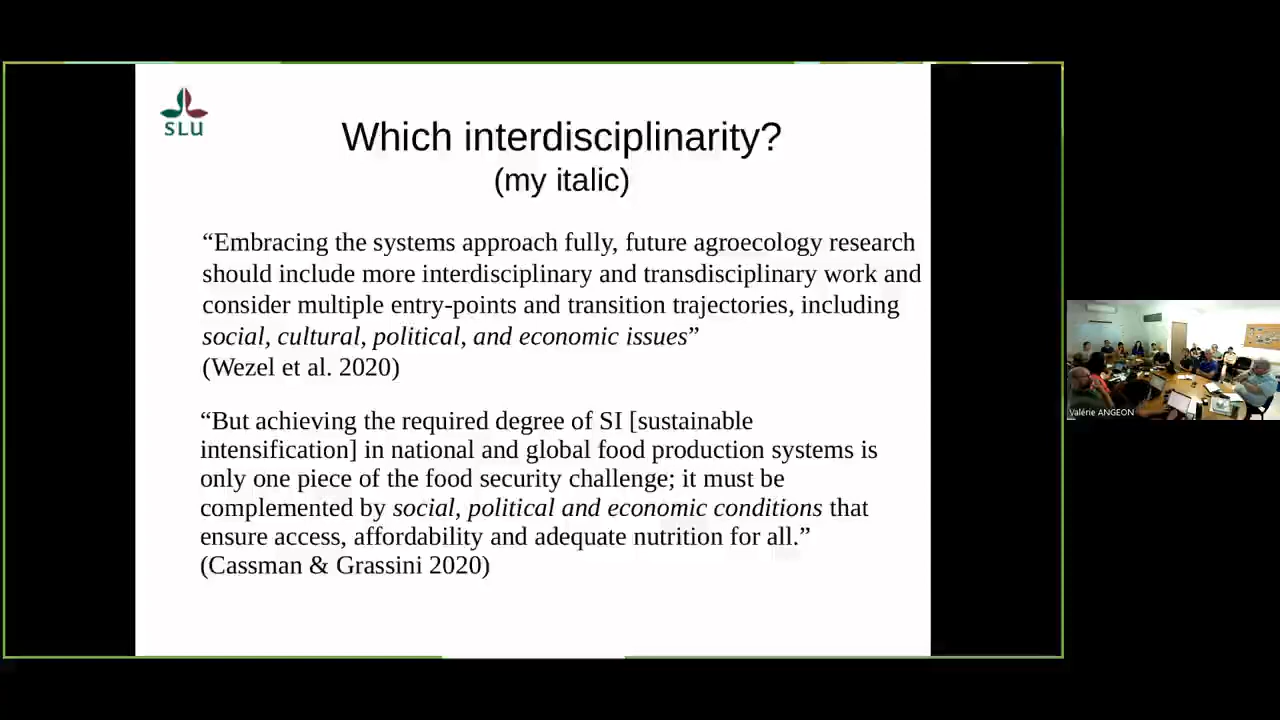 SLU
Which interdisciplinarity?
(my italic)
“Embracing the systems approach fully, future agroecology research
should include more interdisciplinary and transdisciplinary work and
consider multiple entry-points and transition trajectories, including
social, cultural, political, and economic issues”
(Wezel et al. 2020)
“But achieving the required degree of SI [sustainable
intensification] in national and global food production systems is
only one piece of the food security challenge; it must be
complemented by social, political and economic conditions that
ensure access, affordability and adequate nutrition for all.”
(Cassman & Grassini 2020)
Valérie ANGEON